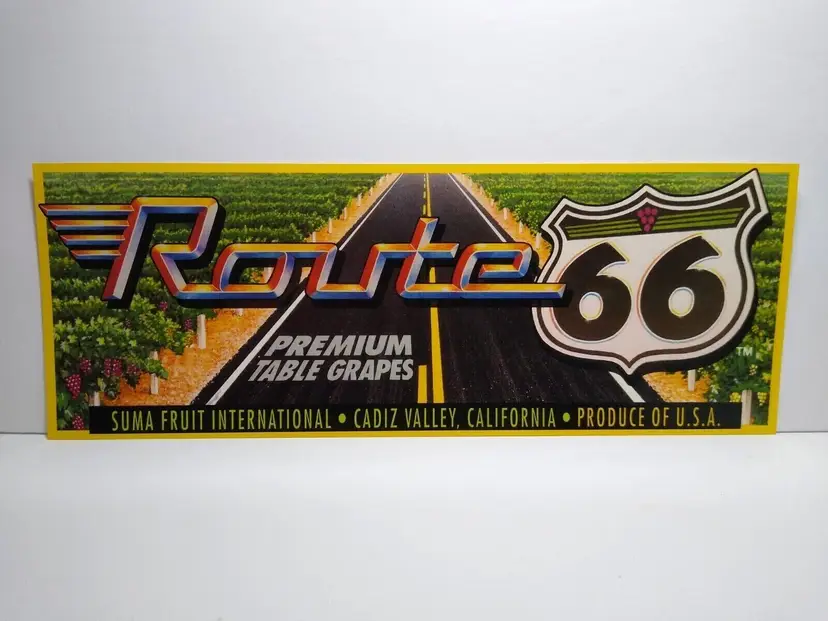 Route 66
TM
PREMIUM
TABLE GRAPES
SUMA FRUIT INTERNATIONAL • CADIZ VALLEY, CALIFORNIA • PRODUCE OF U.S.A.